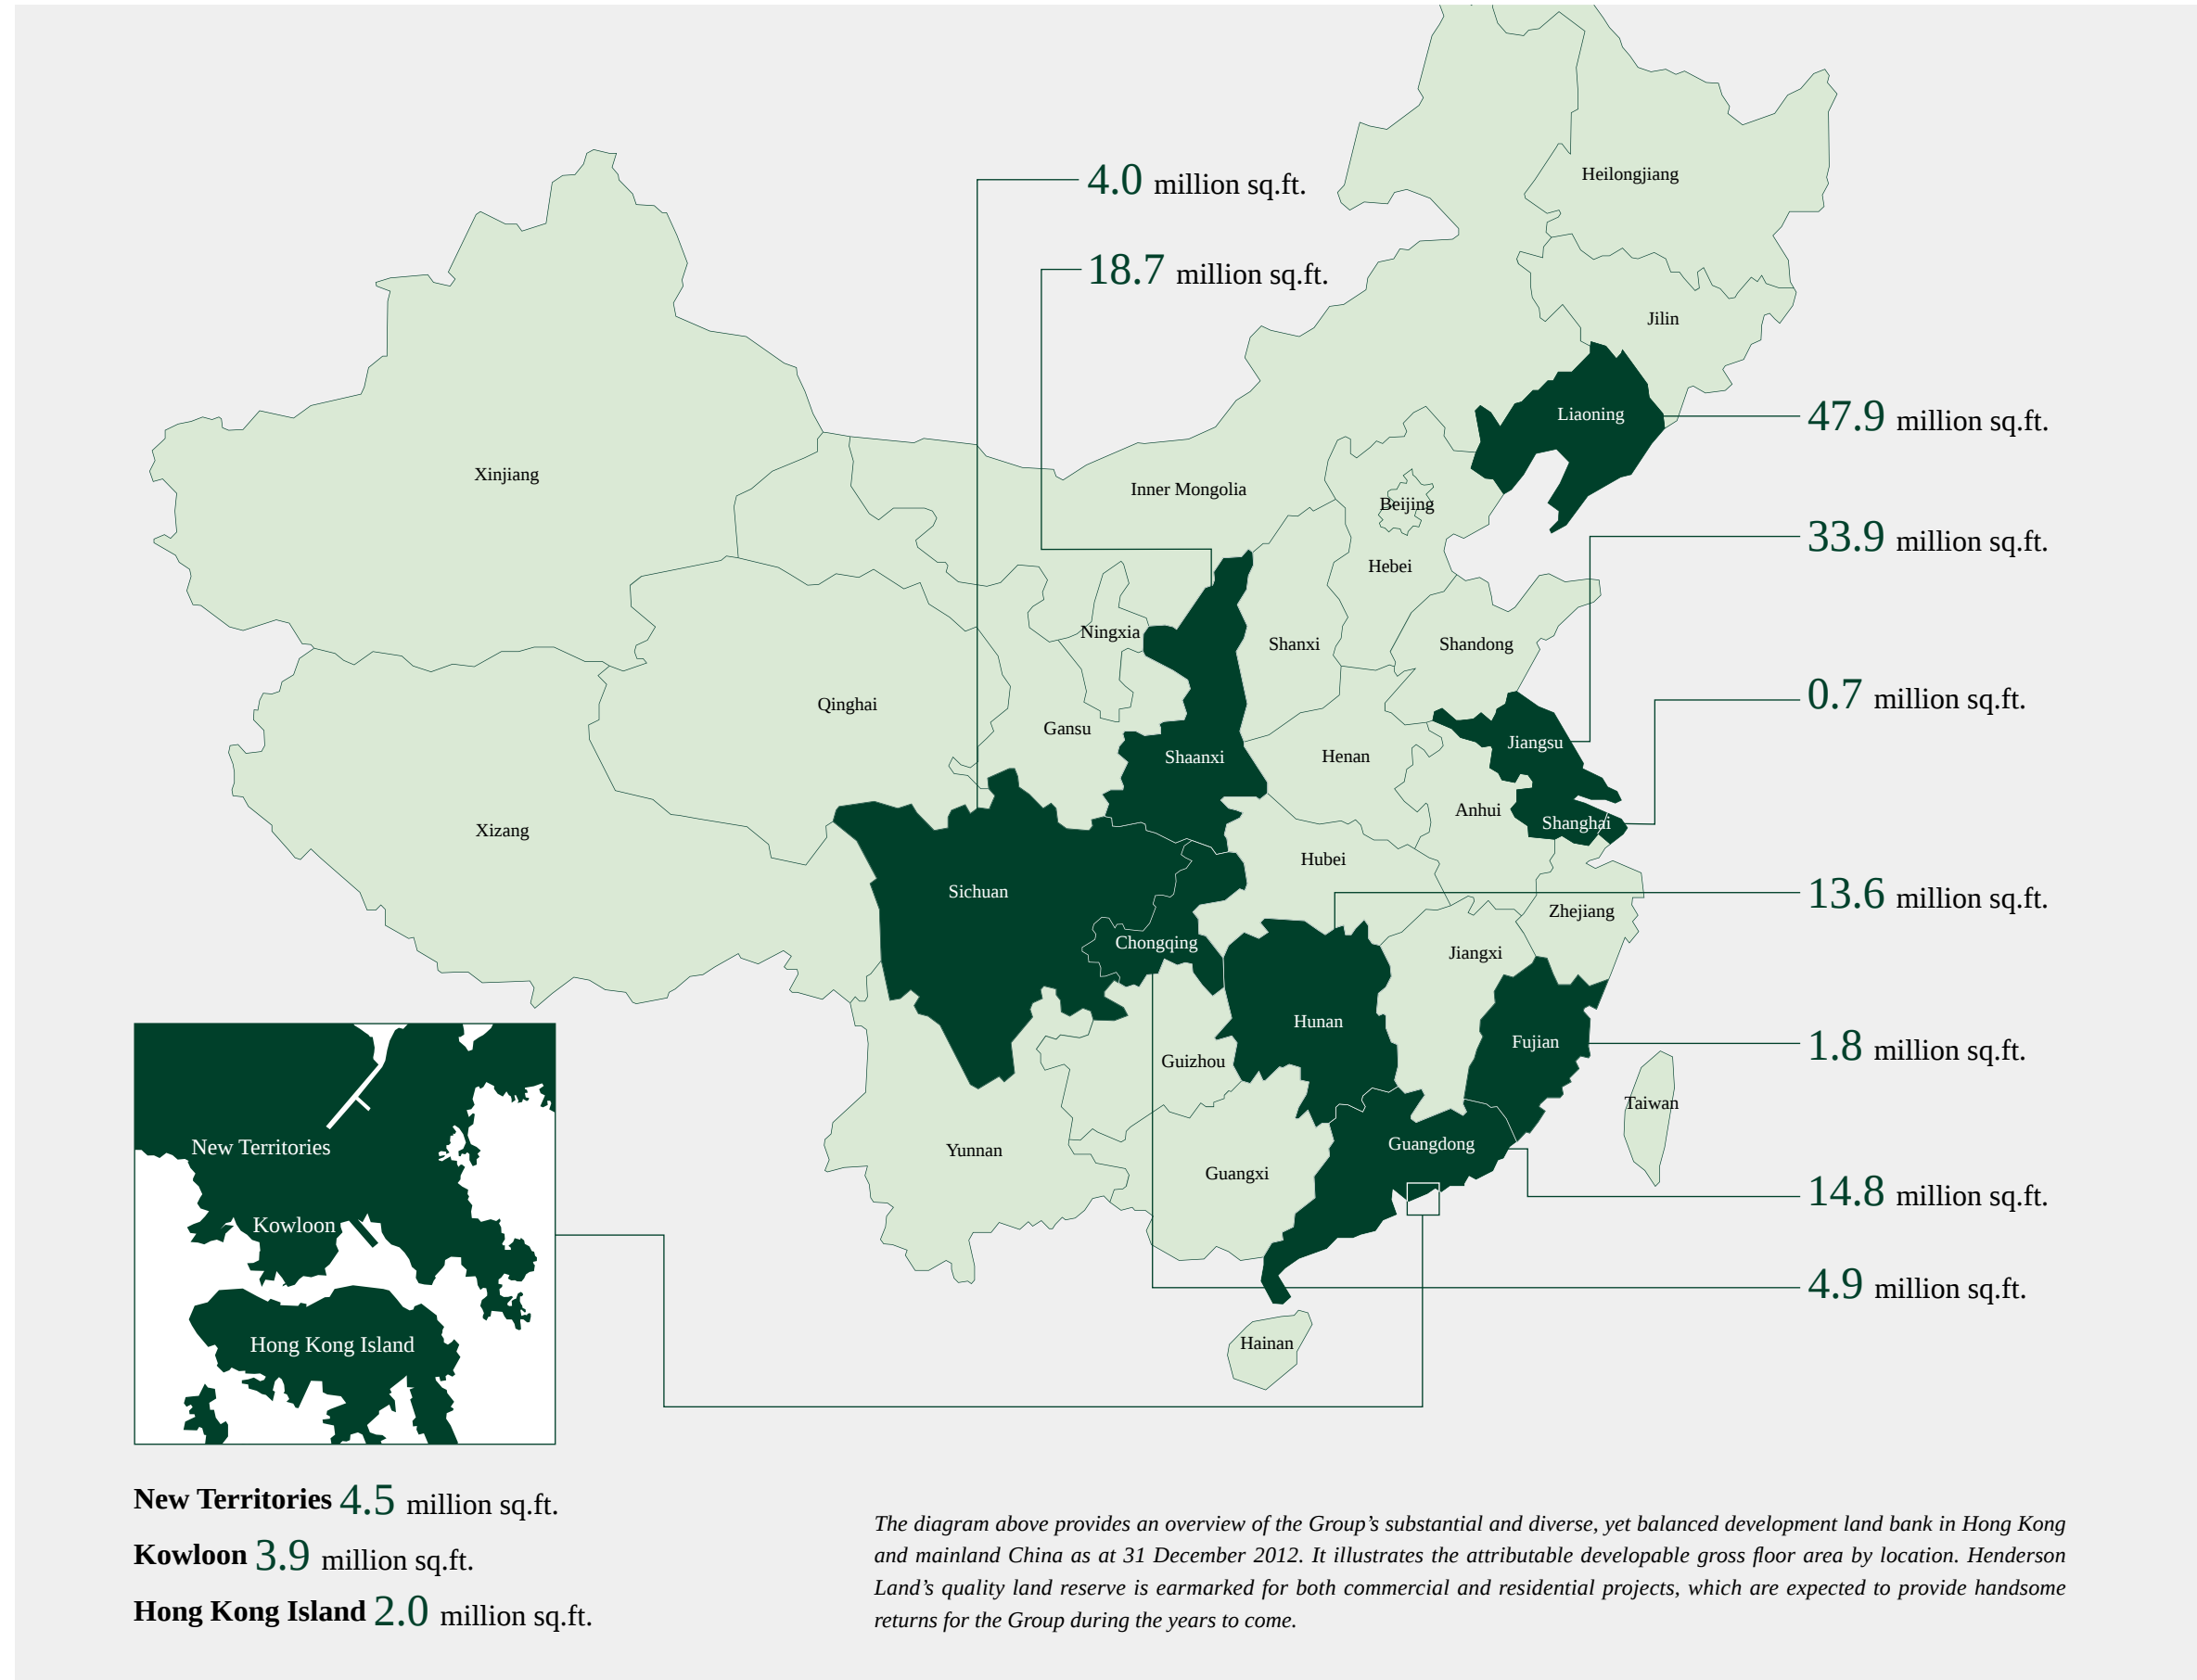 4.0 million sq.ft.
Heilongjiang
18.7 million sq.ft.
Jilin
Liaoning
47.9 million sq.ft.
Xinjiang
Inner Mongolia
Beijing
33.9 million sq.ft.
Hebei
Ningxia
Shanxi
Shandong
0.7 million sq.ft.
Qinghai
Gansu
Jiangsu
Shaanxi
Henan
Anhui
Shanghai
Xizang
Hubei
Sichuan
13.6 million sq.ft.
Zhejiang
Chongqing
Jiangxi
Hunan
Fujian
1.8 million sq.ft.
Guizhou
Taiwan
New Territories
Yunnan
Guangdong
Guangxi
14.8 million sq.ft.
Kowloon
4.9 million sq.ft.
Hong Kong Island
Hainan
New Territories 4.5 million sq.ft.
Kowloon 3.9 million sq.ft.
Hong Kong Island 2.0 million sq.ft.
The diagram above provides an overview of the Group’s substantial and diverse, yet balanced development land bank in Hong Kong
and mainland China as at 31 December 2012. It illustrates the attributable developable gross floor area by location. Henderson
Land’s quality land reserve is earmarked for both commercial and residential projects, which are expected to provide handsome
returns for the Group during the years to come.